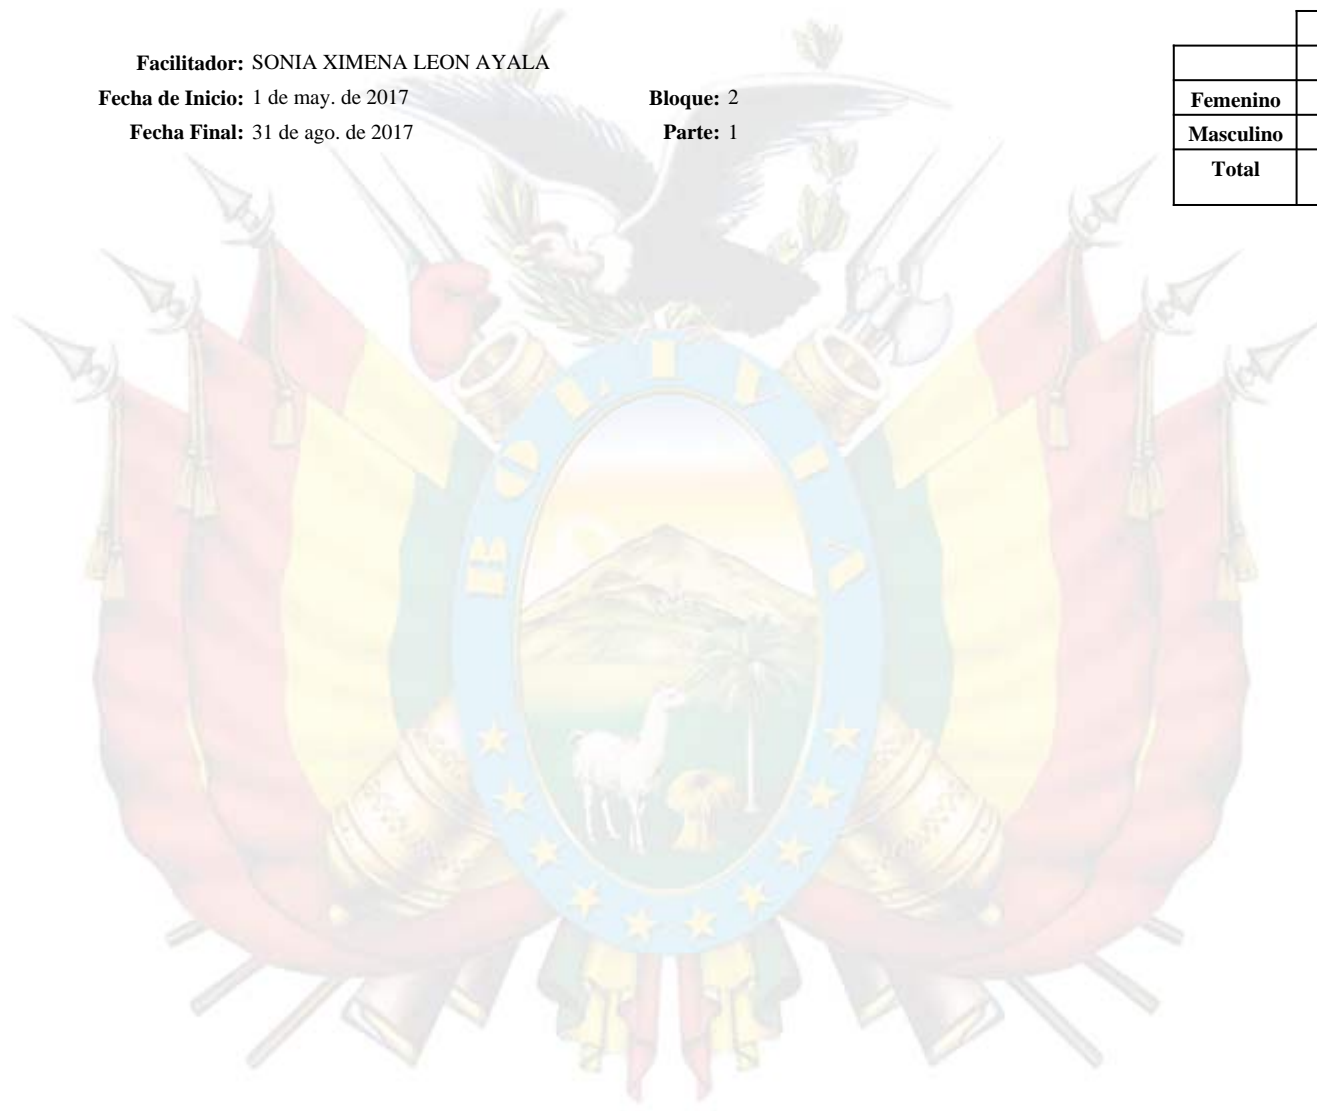 Facilitador: SONIA XIMENA LEON AYALA
Fecha de Inicio: 1 de may. de 2017 Bloque: 2
Fecha Final: 31 de ago. de 2017 Parte: 1
Femenino
Masculino
Total
BOLIVIA